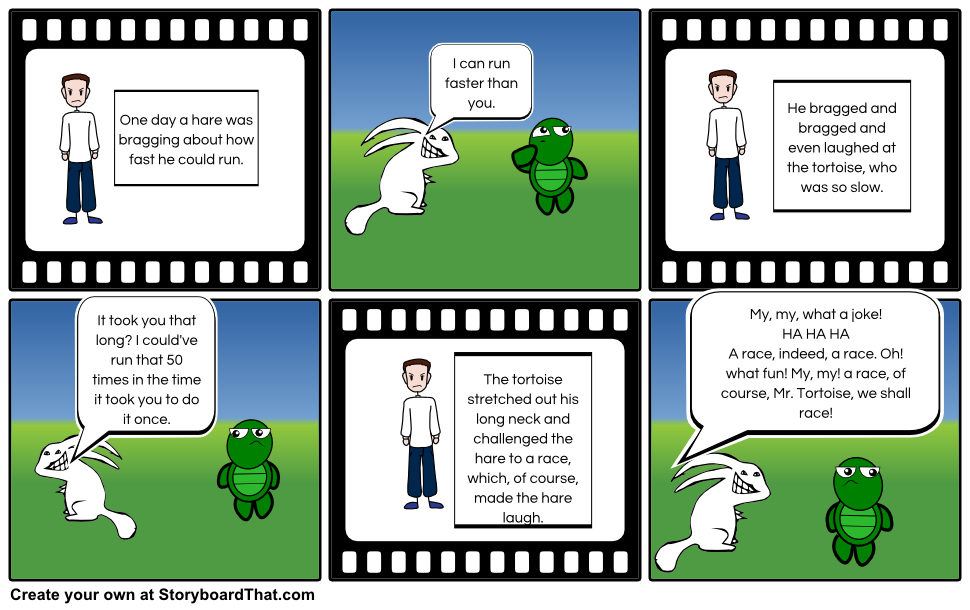 One day a hare was
bragging about how
fast he could run.
I can run
faster than
you.
He bragged and
bragged and
even laughed at
the tortoise, who
was so slow.
It took you that
long? I could've
run that 50
times in the time
it took you to do
it once.
The tortoise
stretched out his
long neck and
challenged the
hare to a race,
which, of course,
made the hare
laugh.
My, my, what a joke!
HA HA HA
A race, indeed, a race. Oh!
what fun! My, my! a race, of
course, Mr. Tortoise, we shall
race!
Create your own at StoryboardThat.com